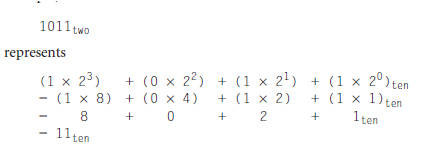 1011two
represents
(1 × 2³) + (0 × 2²) + (1 × 2¹) + (1 × 2⁰)ten
− (1 × 8) + (0 × 4) + (1 × 2) + (1 × 1)ten
− 8 + 0 + 2 + 1ten
− 11ten